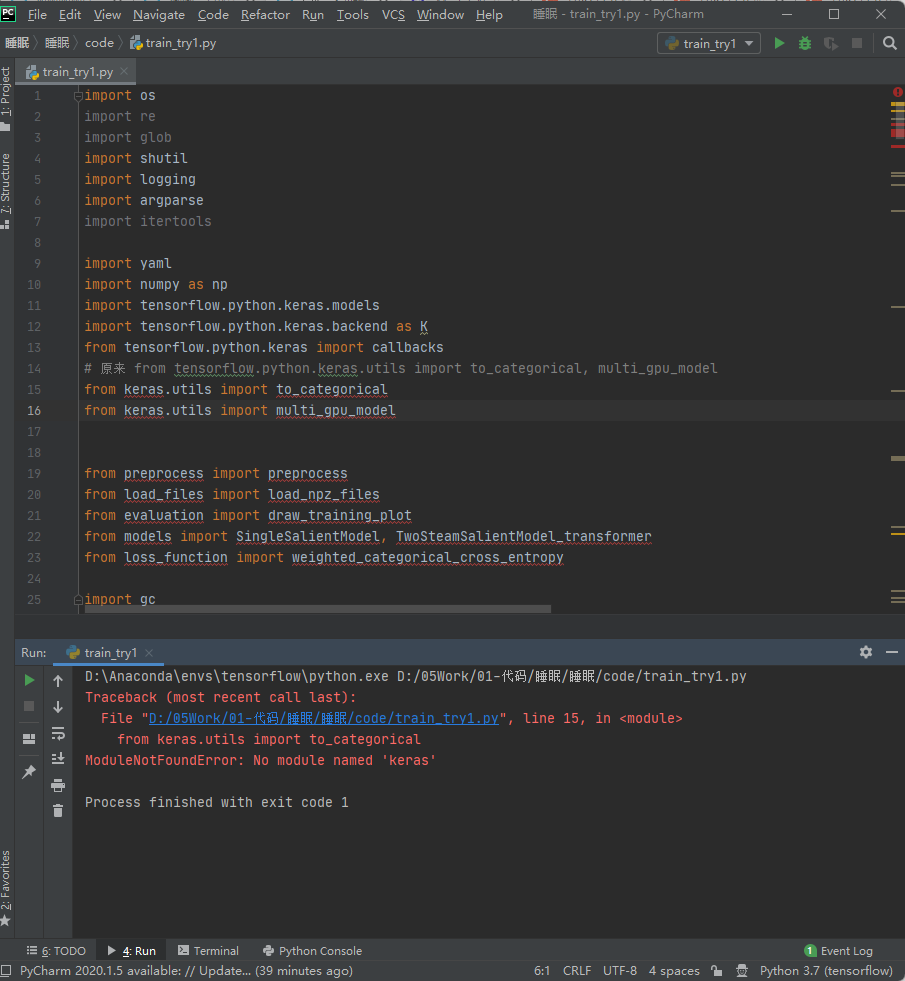 PC File Edit View Navigate Code Refactor Run Tools VCS Window Help 睡眠 - train_try1.py - PyCharm
睡眠 睡眠 code train_try1.py train_try1
train_try1.py
1: Project
7: Structure
2: Favorites
1 import os
2 import re
3 import glob
4 import shutil
5 import logging
6 import argparse
7 import itertools
8
9 import yaml
10 import numpy as np
11 import tensorflow.python.keras.models
12 import tensorflow.python.keras.backend as K
13 from tensorflow.python.keras import callbacks
14 # 原来 from tensorflow.python.keras.utils import to_categorical, multi_gpu_model
15 from keras.utils import to_categorical
16 from keras.utils import multi_gpu_model
17
18
19 from preprocess import preprocess
20 from load_files import load_npz_files
21 from evaluation import draw_training_plot
22 from models import SingleSalientModel, TwoSteamSalientModel_transformer
23 from loss_function import weighted_categorical_cross_entropy
24
25 import gc
Run: train_try1
D:\Anaconda\envs\tensorflow\python.exe D:/05Work/01-代码/睡眠/睡眠/code/train_try1.py
Traceback (most recent call last):
File "D:/05Work/01-代码/睡眠/睡眠/code/train_try1.py", line 15, in <module>
from keras.utils import to_categorical
ModuleNotFoundError: No module named 'keras'
Process finished with exit code 1
6: TODO 4: Run Terminal Python Console 1 Event Log
PyCharm 2020.1.5 available: // Update... (39 minutes ago) 6:1 CRLF UTF-8 4 spaces Python 3.7 (tensorflow)